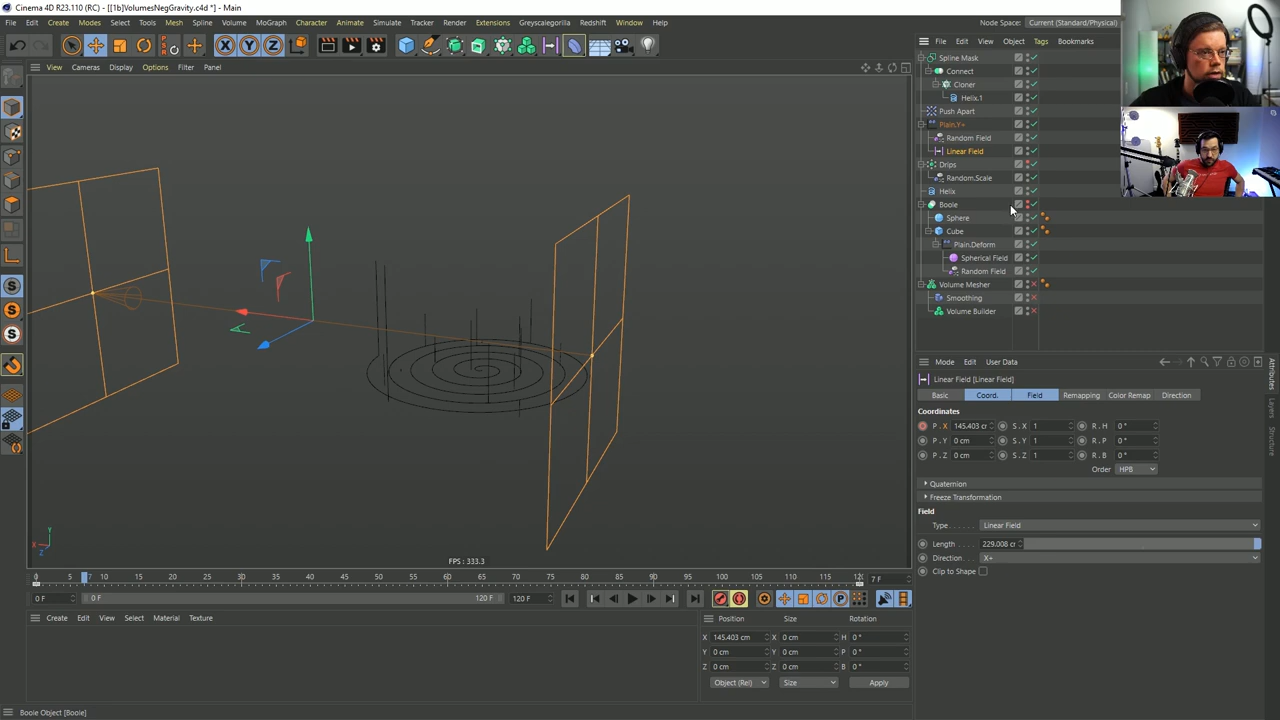 Cinema 4D R23.110 (RC) - [[1b]VolumesNegGravity.c4d *] - Main
File Edit Create Modes Select Tools Mesh Spline Volume MoGraph Character Animate Simulate Tracker Render Extensions Greyscalegorilla Redshift Window Help Node Space: Current (Standard/Physical)
File Edit View Object Tags Bookmarks
View Cameras Display Options Filter Panel
Spline Mask
Connect
Cloner
Helix.1
Push Apart
Plain.Y+
Random Field
Linear Field
Drips
Random.Scale
Helix
Boole
Sphere
Cube
Plain.Deform
Spherical Field
Random Field
Volume Mesher
Smoothing
Volume Builder
Mode Edit User Data
Linear Field [Linear Field]
Basic Coord. Field Remapping Color Remap Direction
Coordinates
P . X 145.403 cr S . X 1 R . H 0 °
P . Y 0 cm S . Y 1 R . P 0 °
P . Z 0 cm S . Z 1 R . B 0 °
Order HPB
Quaternion
Freeze Transformation
Field
Type Linear Field
Length 229.008 cr
Direction X+
Clip to Shape
Attributes
Layers
Structure
Y
X
Z
FPS : 333.3
0 5 7 10 15 20 25 30 35 40 45 50 55 60 65 70 75 80 85 90 95 100 105 110 115 120 7 F
0 F 0 F 120 F 120 F
Create Edit View Select Material Texture
Position Size Rotation
X 145.403 cm X 0 cm H 0 °
Y 0 cm Y 0 cm P 0 °
Z 0 cm Z 0 cm B 0 °
Object (Rel) Size Apply
Boole Object [Boole]